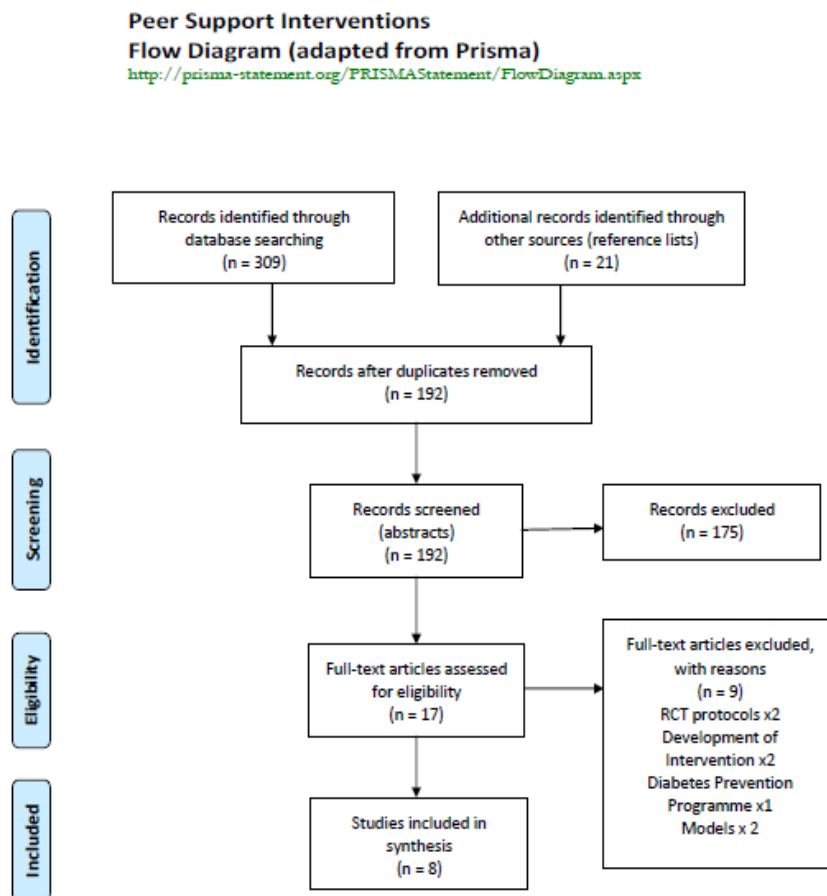 Peer Support Interventions
Flow Diagram (adapted from Prisma)
http://prisma-statement.org/PRISMAStatement/FlowDiagram.aspx
Identification
Records identified through
database searching
(n = 309)
Additional records identified through
other sources (reference lists)
(n = 21)
Records after duplicates removed
(n = 192)
Screening
Records screened
(abstracts)
(n = 192)
Records excluded
(n = 175)
Eligibility
Full-text articles assessed
for eligibility
(n = 17)
Full-text articles excluded,
with reasons
(n = 9)
RCT protocols x2
Development of
Intervention x2
Diabetes Prevention
Programme x1
Models x 2
Included
Studies included in
synthesis
(n = 8)